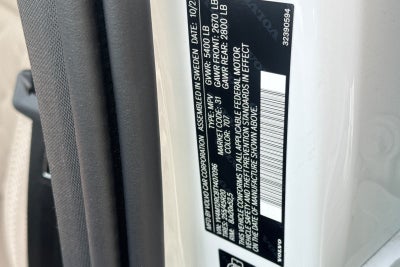 MFD BY VOLVO CAR CORPORATION ASSEMBLED IN SWEDEN DATE: 10/2
TYPE: MPV GVWR: 5400 LB
MARKET CODE: 31 GAWR FRONT: 2670 LB
COLOR: 707 GAWR REAR: 2800 LB
THIS VEHICLE CONFORMS TO ALL APPLICABLE FEDERAL MOTOR
VEHICLE SAFETY AND THEFT PREVENTION STANDARDS IN EFFECT
ON THE DATE OF MANUFACTURE SHOWN ABOVE.
32390594
VOLVO